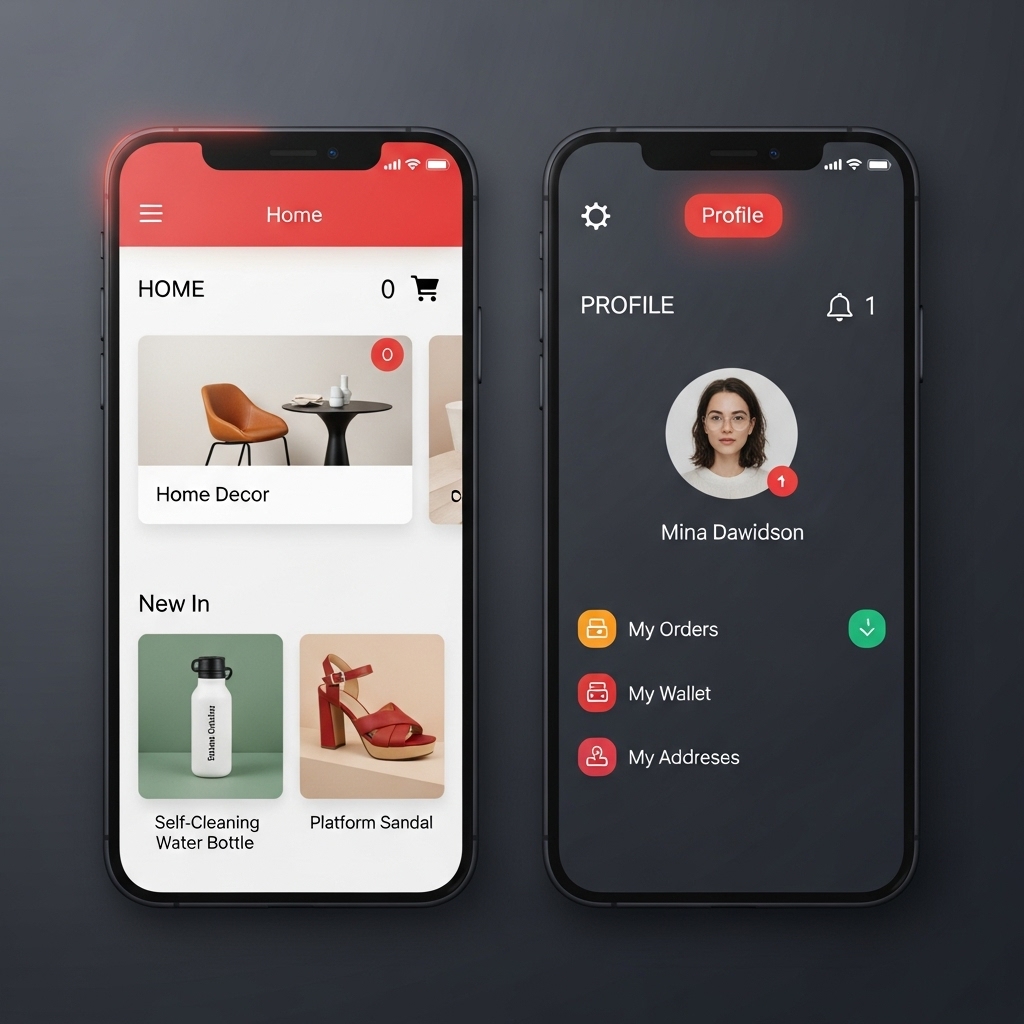 Home
HOME
0
0
Home Decor
New In
Self-Cleaning
Water Bottle
Platform Sandal
Profile
PROFILE
1
Mina Dawidson
My Orders
My Wallet
My Addreses